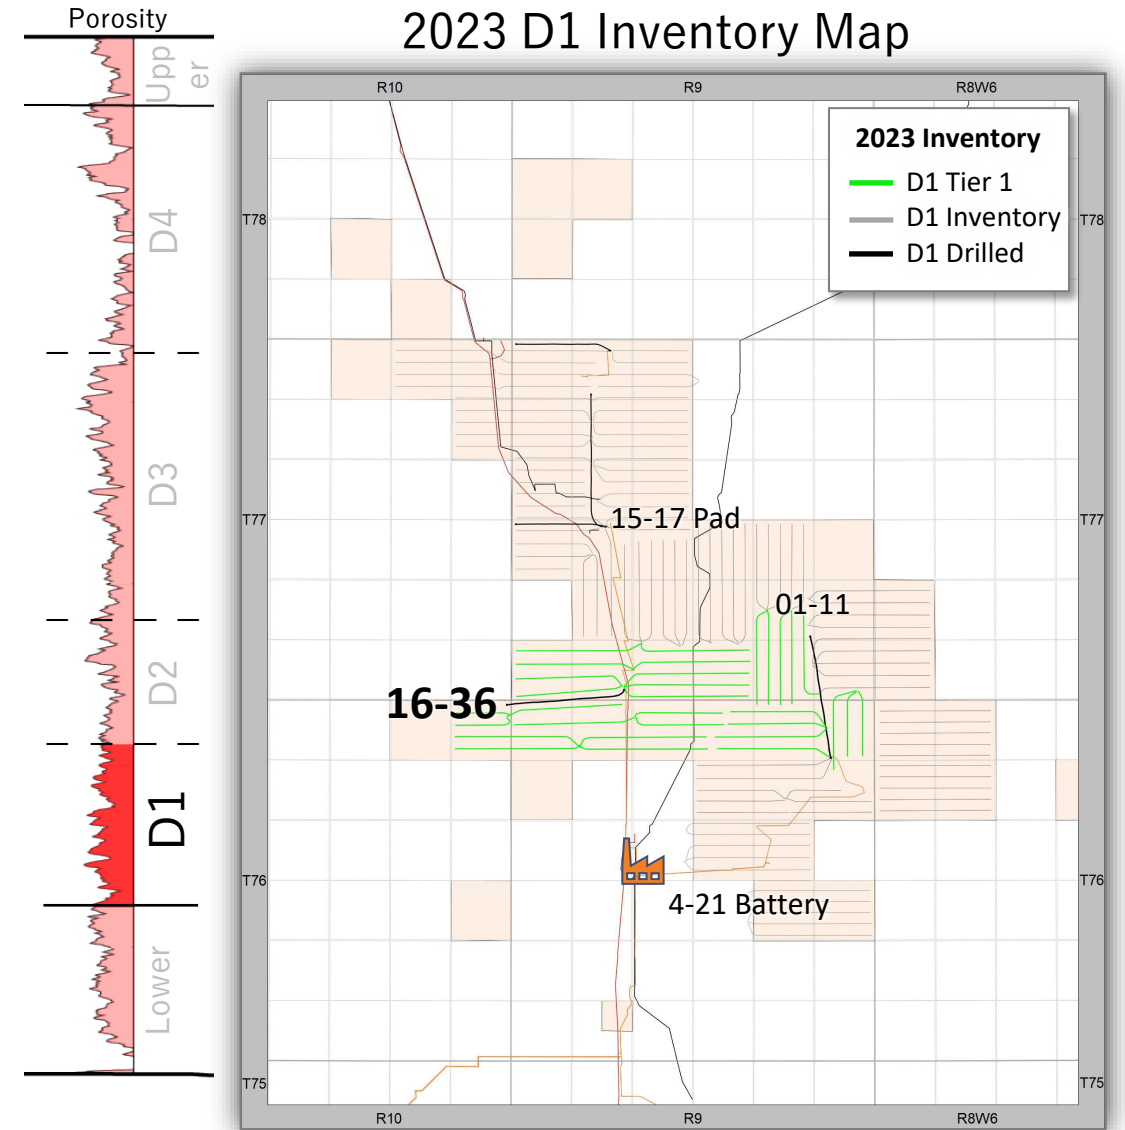 Porosity
2023 D1 Inventory Map
Upp
er
D4
D3
D2
D1
Lower
R10
R9
R8W6
2023 Inventory
D1 Tier 1
D1 Inventory
D1 Drilled
T78
T78
T77
15-17 Pad
T77
01-11
16-36
T76
T76
4-21 Battery
T75
T75
R10
R9
R8W6